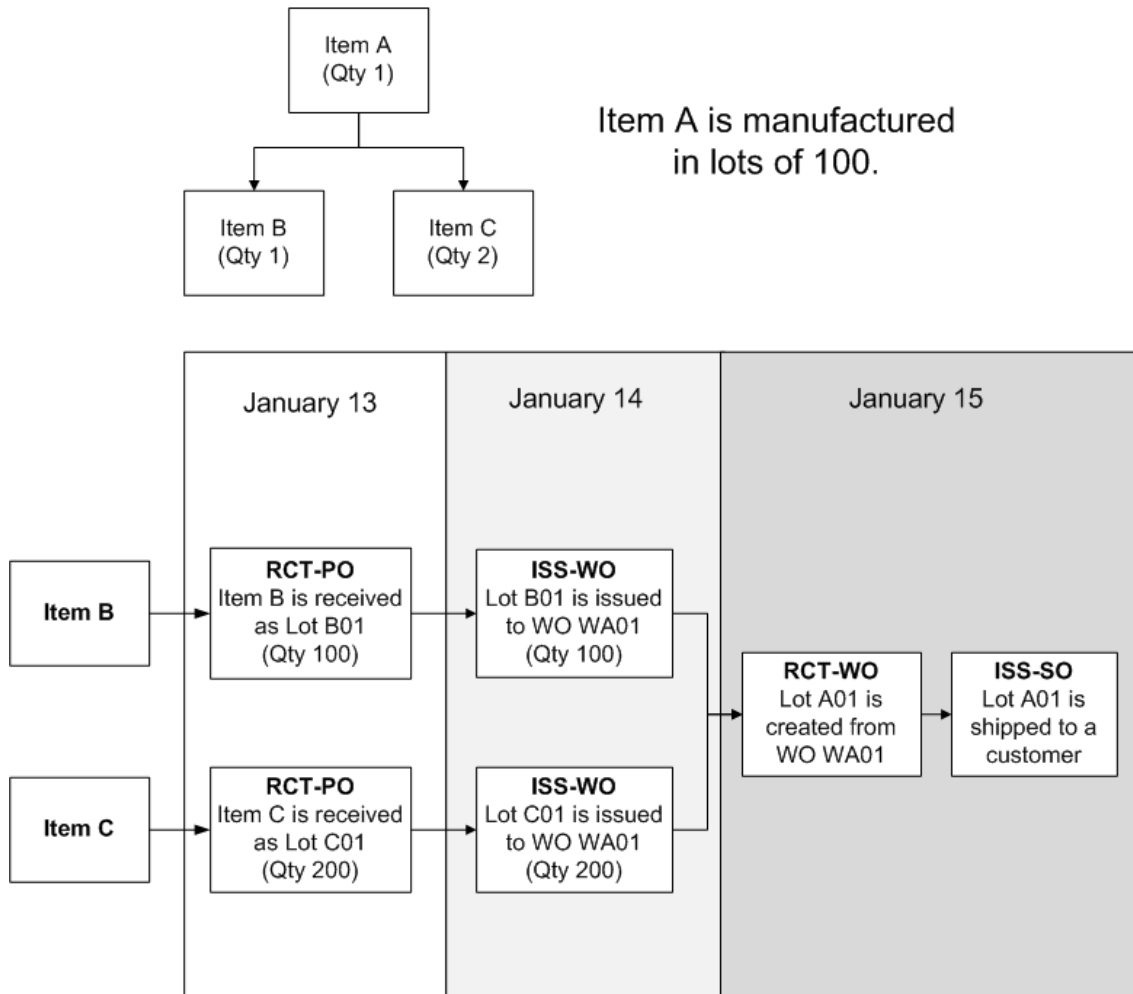 Item A
(Qty 1)
Item A is manufactured
in lots of 100.
Item B
(Qty 1)
Item C
(Qty 2)
January 13
January 14
January 15
Item B
RCT-PO
Item B is received
as Lot B01
(Qty 100)
ISS-WO
Lot B01 is issued
to WO WA01
(Qty 100)
RCT-WO
Lot A01 is
created from
WO WA01
ISS-SO
Lot A01 is
shipped to a
customer
Item C
RCT-PO
Item C is received
as Lot C01
(Qty 200)
ISS-WO
Lot C01 is issued
to WO WA01
(Qty 200)